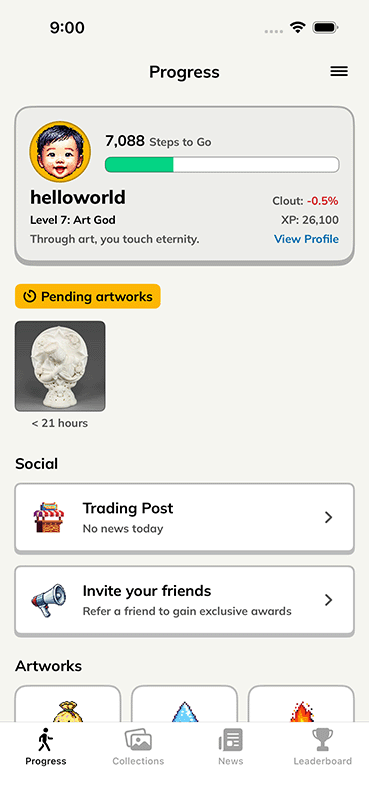 9:00
Progress
7,088 Steps to Go
helloworld
Clout: -0.5%
Level 7: Art God
XP: 26,100
Through art, you touch eternity.
View Profile
Pending artworks
< 21 hours
Social
Trading Post
No news today
Invite your friends
Refer a friend to gain exclusive awards
Artworks
Progress
Collections
News
Leaderboard